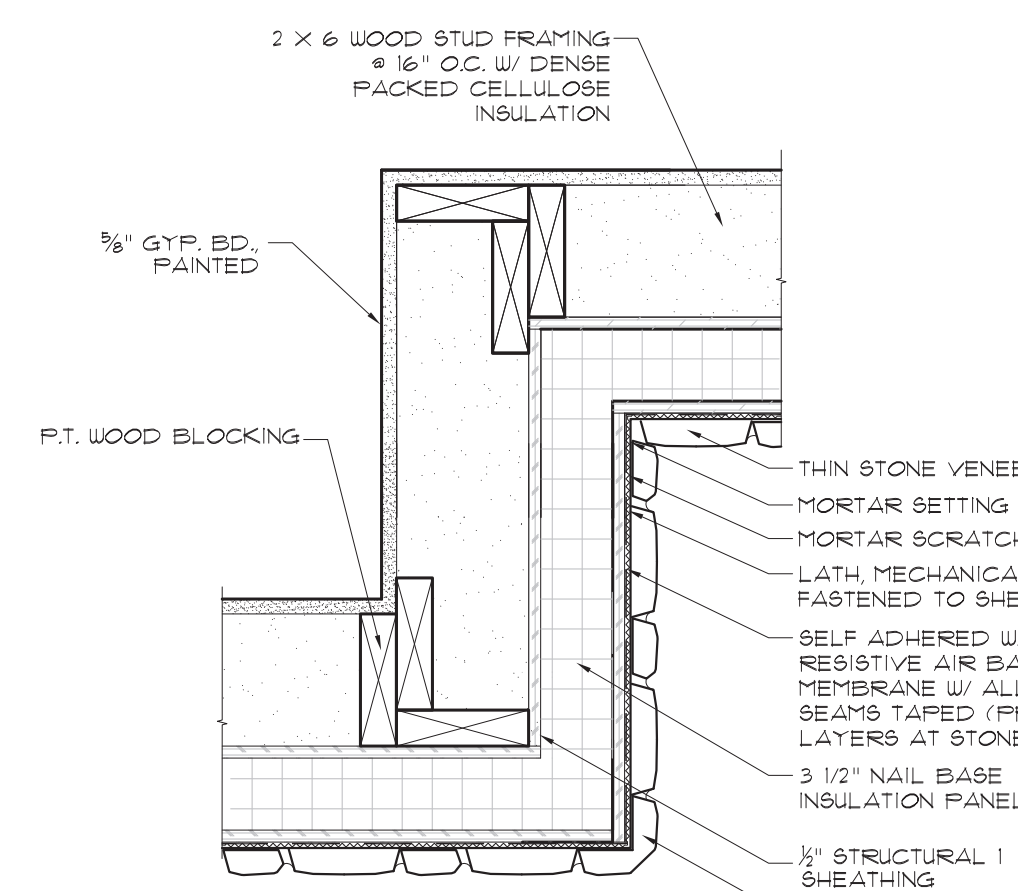 2 X 6 WOOD STUD FRAMING
@ 16" O.C. W/ DENSE
PACKED CELLULOSE
INSULATION
⅝" GYP. BD.,
PAINTED
P.T. WOOD BLOCKING
THIN STONE
MORTAR SETTING
MORTAR
LATH,
FASTENED TO
SELF ADHERED
RESISTIVE AIR
MEMBRANE W/
SEAMS TAPED
LAYERS AT
3 1/2" NAIL BASE
INSULATION
½" STRUCTURAL 1
SHEATHING